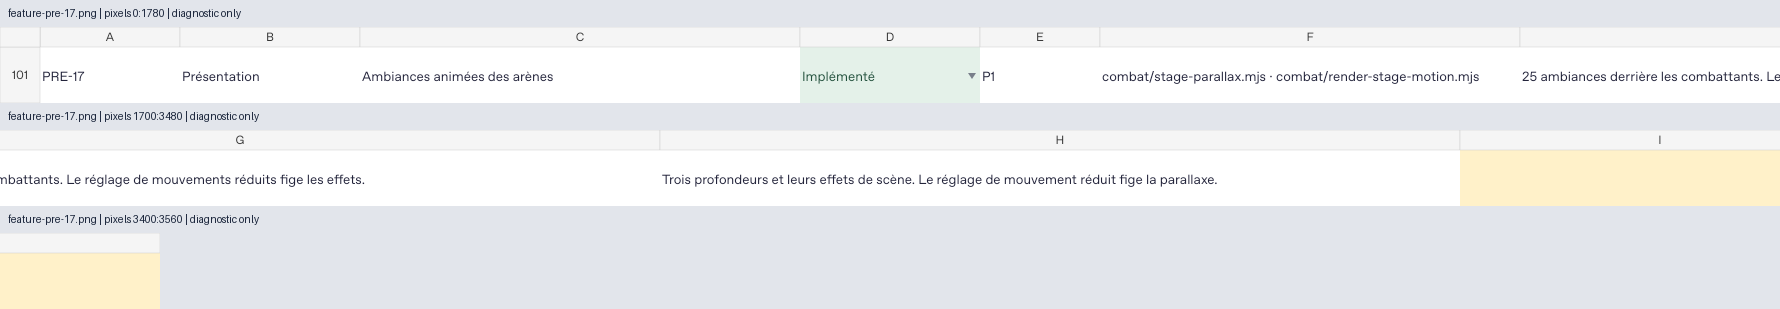 feature-pre-17.png | pixels 0:1780 | diagnostic only
A B C D E F
101 PRE-17 Présentation Ambiances animées des arènes Implémenté P1 combat/stage-parallax.mjs · combat/render-stage-motion.mjs 25 ambiances derrière les combattants. Le
feature-pre-17.png | pixels 1700:3480 | diagnostic only
G H I
mbattants. Le réglage de mouvements réduits fige les effets. Trois profondeurs et leurs effets de scène. Le réglage de mouvement réduit fige la parallaxe.
feature-pre-17.png | pixels 3400:3560 | diagnostic only